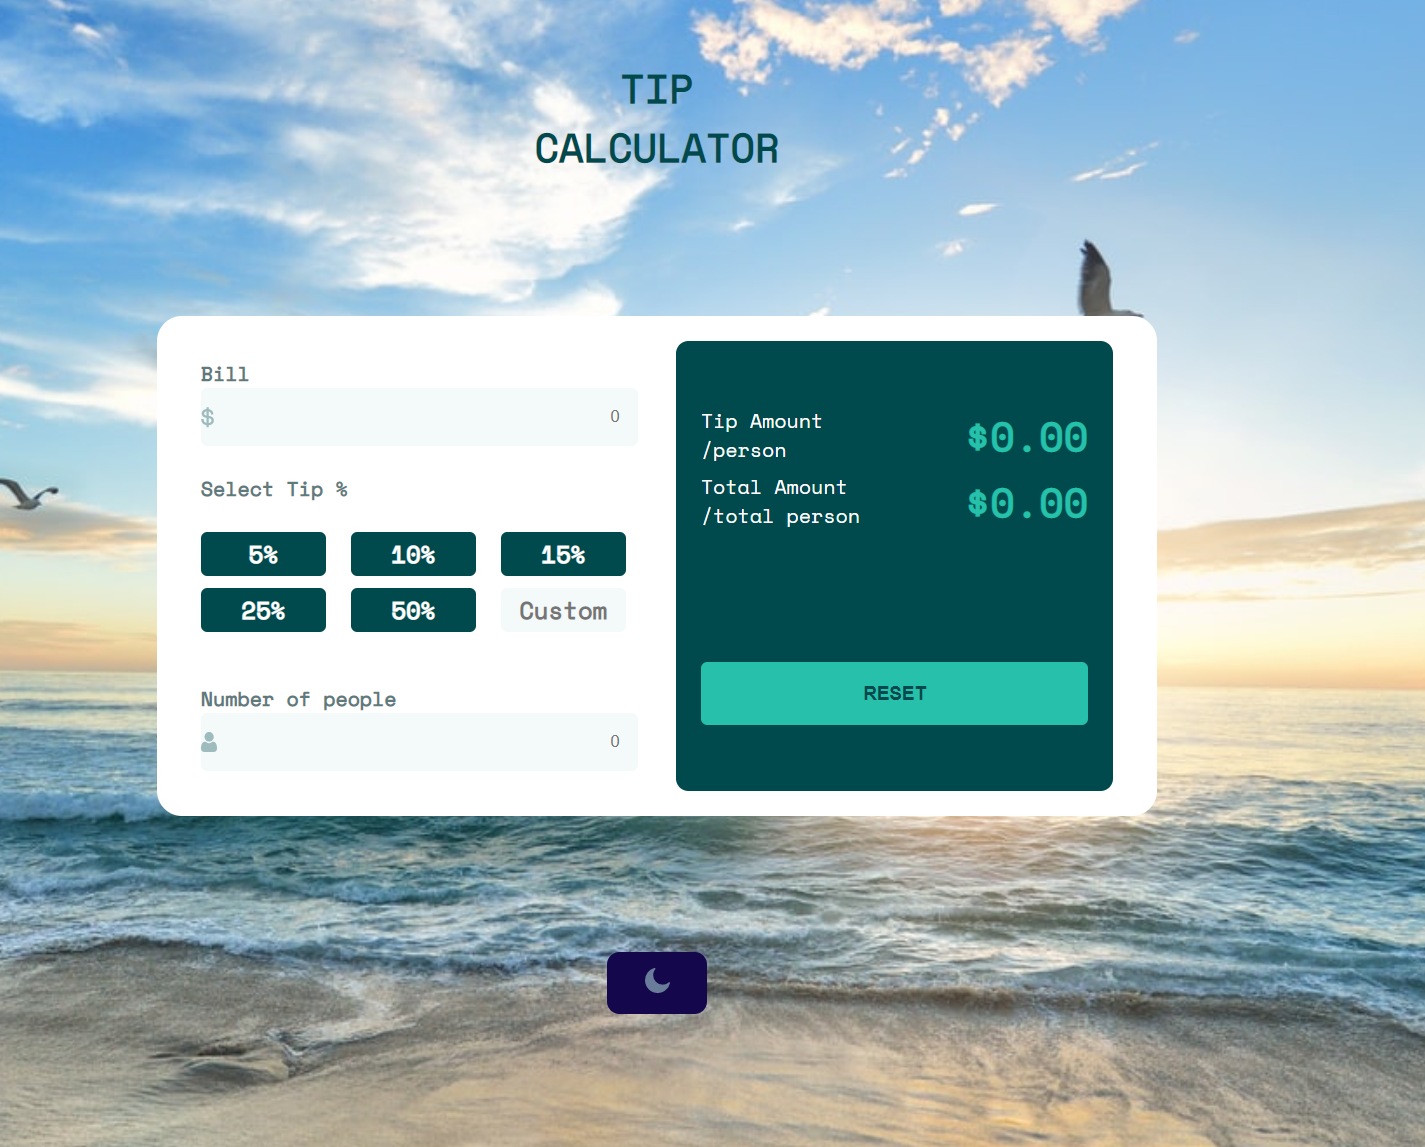 TIP
CALCULATOR
Bill
$ 0
Select Tip %
5% 10% 15%
25% 50% Custom
Number of people
0
Tip Amount
/person
$0.00
Total Amount
/total person
$0.00
RESET